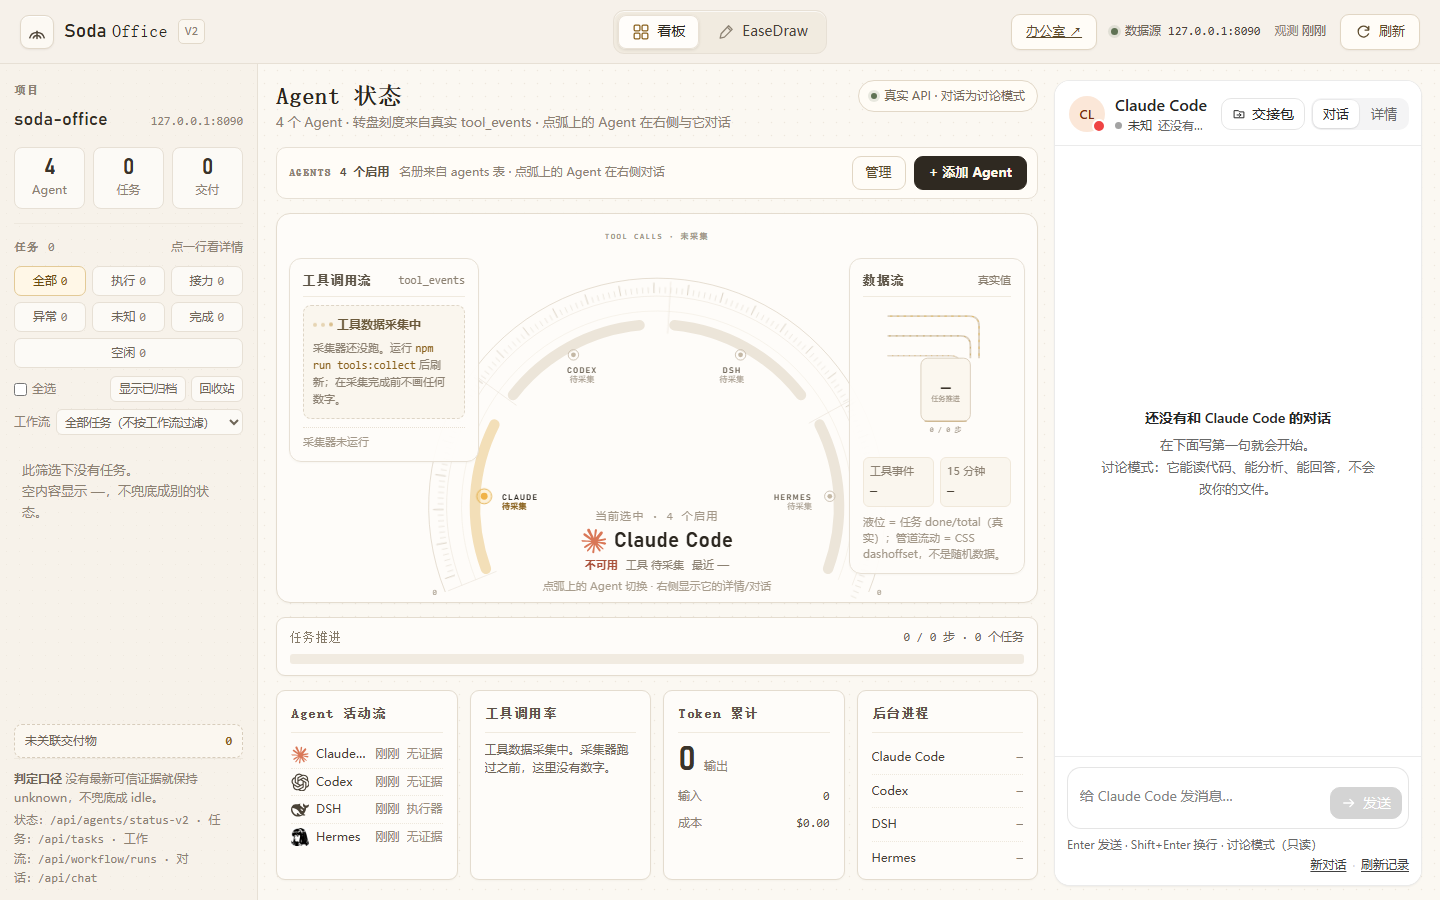 Soda Office V2
看板
EaseDraw
办公室 ↗
数据源 127.0.0.1:8090
观测 刚刚
刷新
项目
soda-office 127.0.0.1:8090
4 Agent
0 任务
0 交付
任务 0 点一行看详情
全部 0
执行 0
接力 0
异常 0
未知 0
完成 0
空闲 0
全选
显示已归档
回收站
工作流 全部任务（不按工作流过滤）
此筛选下没有任务。
空内容显示 —，不兜底成别的状
态。
未关联交付物 0
判定口径 没有最新可信证据就保持
unknown，不兜底成 idle。
状态: /api/agents/status-v2 · 任
务: /api/tasks · 工作
流: /api/workflow/runs · 对
话: /api/chat
Agent 状态
4 个 Agent · 转盘刻度来自真实 tool_events · 点弧上的 Agent 在右侧与它对话
真实 API · 对话为讨论模式
AGENTS 4 个启用 名册来自 agents 表 · 点弧上的 Agent 在右侧对话
管理
+ 添加 Agent
TOOL CALLS · 未采集
工具调用流 tool_events
工具数据采集中
采集器还没跑。运行 npm
run tools:collect 后刷
新；在采集完成前不画任何
数字。
采集器未运行
CODEX
待采集
DSH
待采集
CLAUDE
待采集
HERMES
待采集
0
0
当前选中 · 4 个启用
Claude Code
不可用 工具 待采集 最近 —
点弧上的 Agent 切换 · 右侧显示它的详情/对话
数据流 真实值
—
任务推进
0 / 0 步
工具事件
—
15 分钟
—
液位 = 任务 done/total（真
实）；管道流动 = CSS
dashoffset，不是随机数据。
任务推进 0 / 0 步 · 0 个任务
Agent 活动流
Claude... 刚刚 无证据
Codex 刚刚 无证据
DSH 刚刚 执行器
Hermes 刚刚 无证据
工具调用率
工具数据采集中。采集器跑
过之前，这里没有数字。
Token 累计
0 输出
输入 0
成本 $0.00
后台进程
Claude Code —
Codex —
DSH —
Hermes —
CL
Claude Code
未知 还没有...
交接包
对话
详情
还没有和 Claude Code 的对话
在下面写第一句就会开始。
讨论模式：它能读代码、能分析、能回答，不会
改你的文件。
给 Claude Code 发消息...
→ 发送
Enter 发送 · Shift+Enter 换行 · 讨论模式（只读）
新对话 · 刷新记录